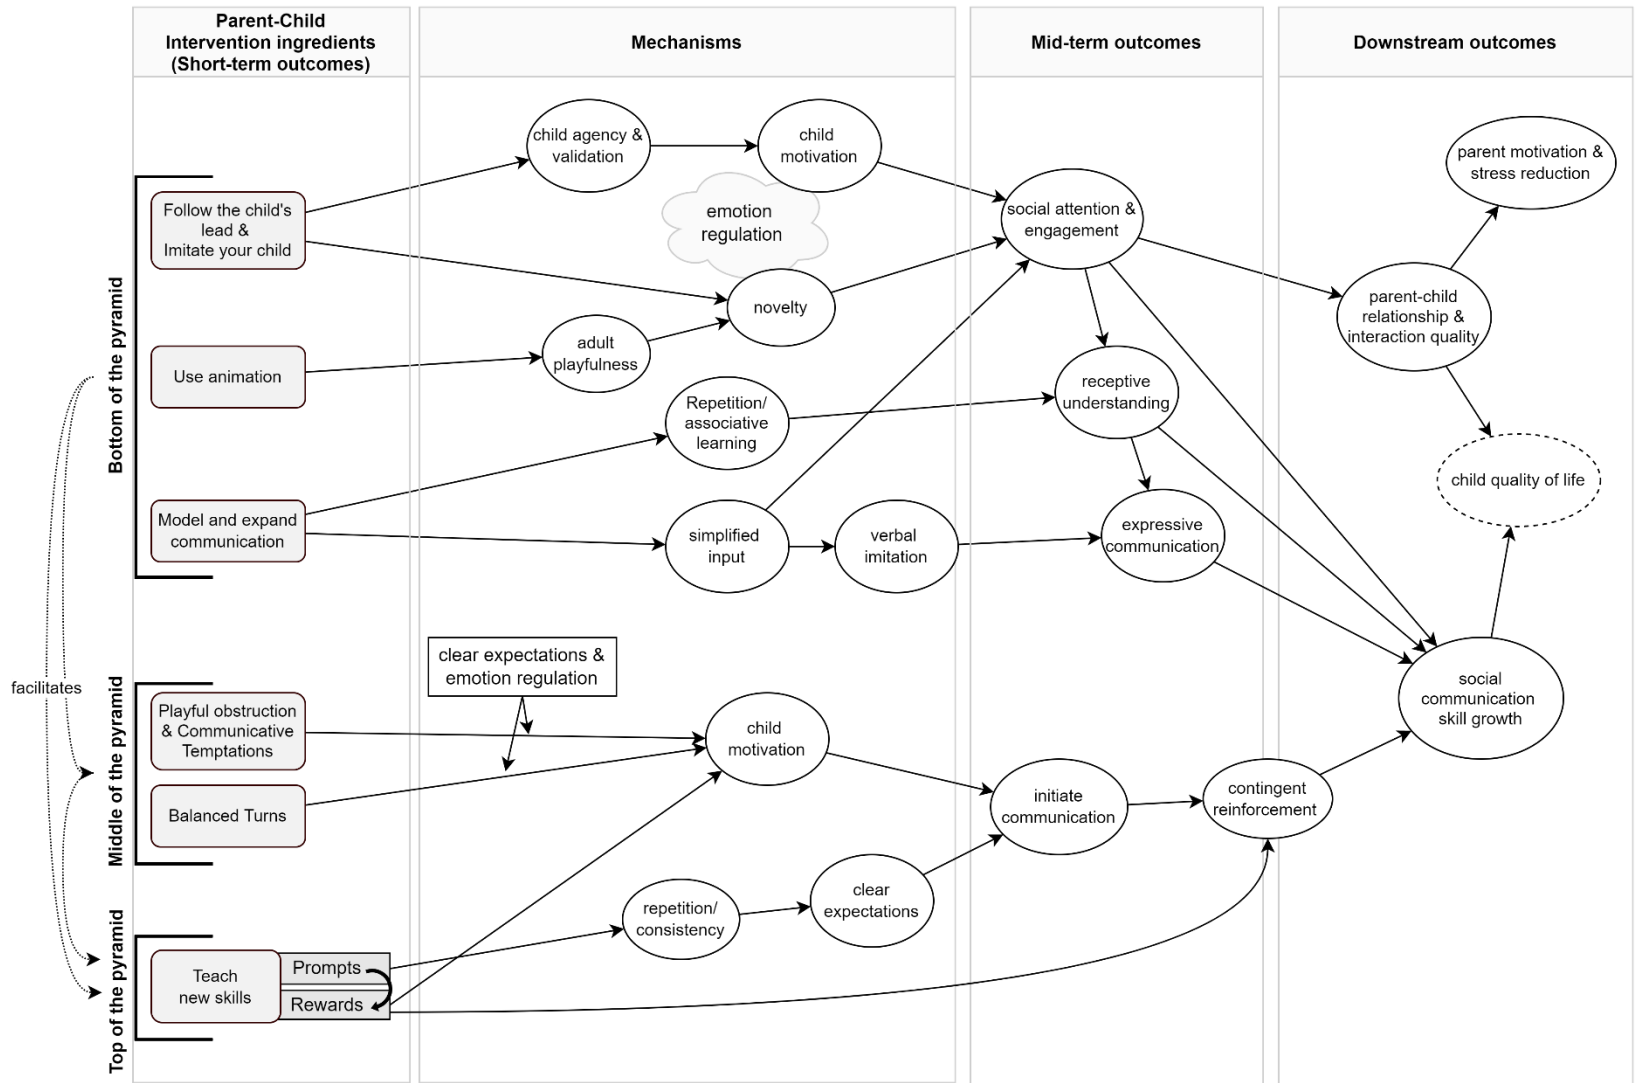 Parent-Child
Intervention ingredients
(Short-term outcomes)
Mechanisms
Mid-term outcomes
Downstream outcomes
Bottom of the pyramid
Follow the child's
lead &
Imitate your child
Use animation
Model and expand
communication
child agency &
validation
child
motivation
emotion
regulation
novelty
adult
playfulness
Repetition/
associative
learning
simplified
input
verbal
imitation
social attention &
engagement
receptive
understanding
expressive
communication
parent motivation &
stress reduction
parent-child
relationship &
interaction quality
child quality of life
social
communication
skill growth
facilitates
Middle of the pyramid
Playful obstruction
& Communicative
Temptations
Balanced Turns
clear expectations &
emotion regulation
child
motivation
initiate
communication
contingent
reinforcement
Top of the pyramid
Teach
new skills
Prompts
Rewards
repetition/
consistency
clear
expectations